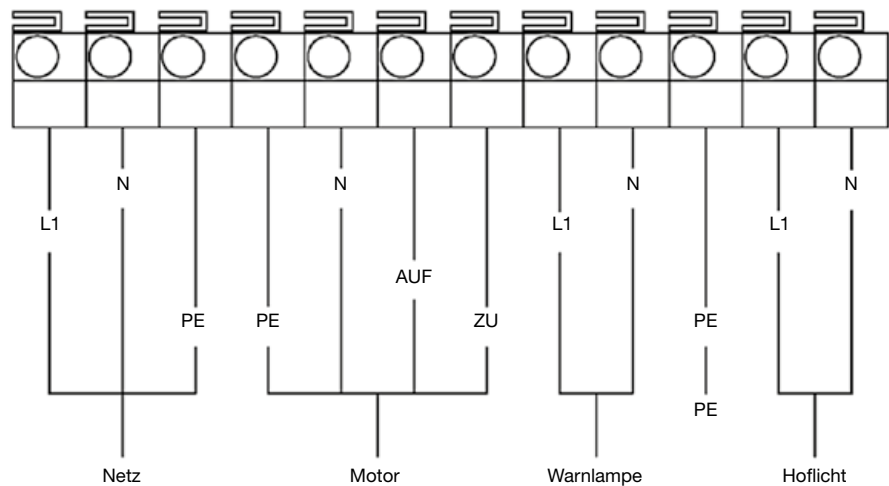 N N N N
L1 L1 L1
AUF
PE PE ZU PE
PE
Netz Motor Warnlampe Hoflicht